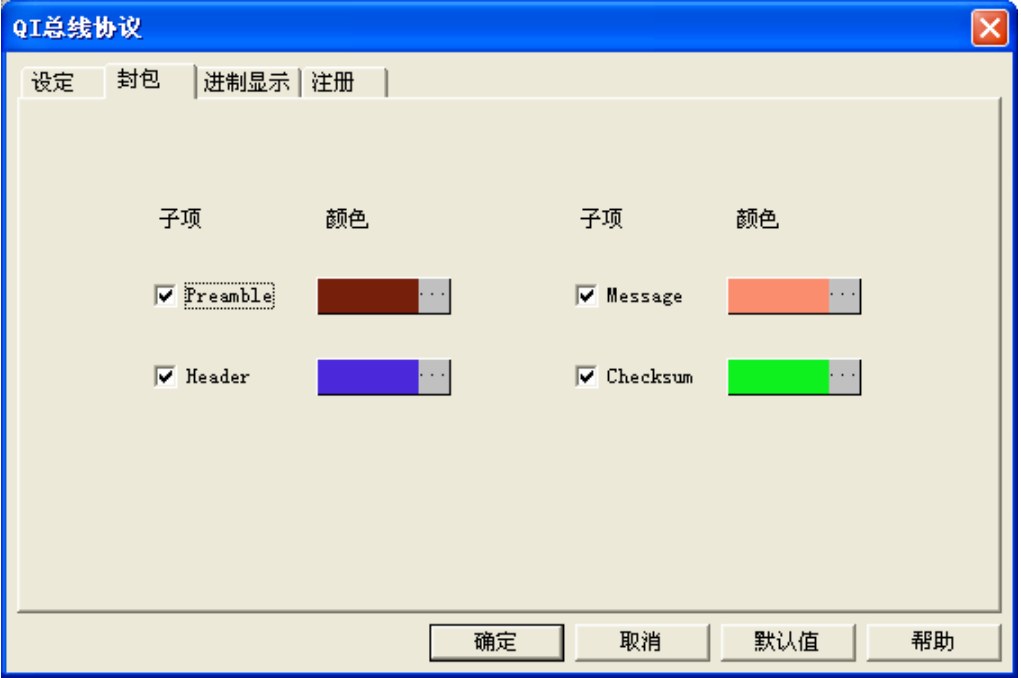 QI总线协议
设定 封包 进制显示 注册
子项 颜色 子项 颜色
Preamble ... Message ...
Header ... Checksum ...
确定 取消 默认值 帮助